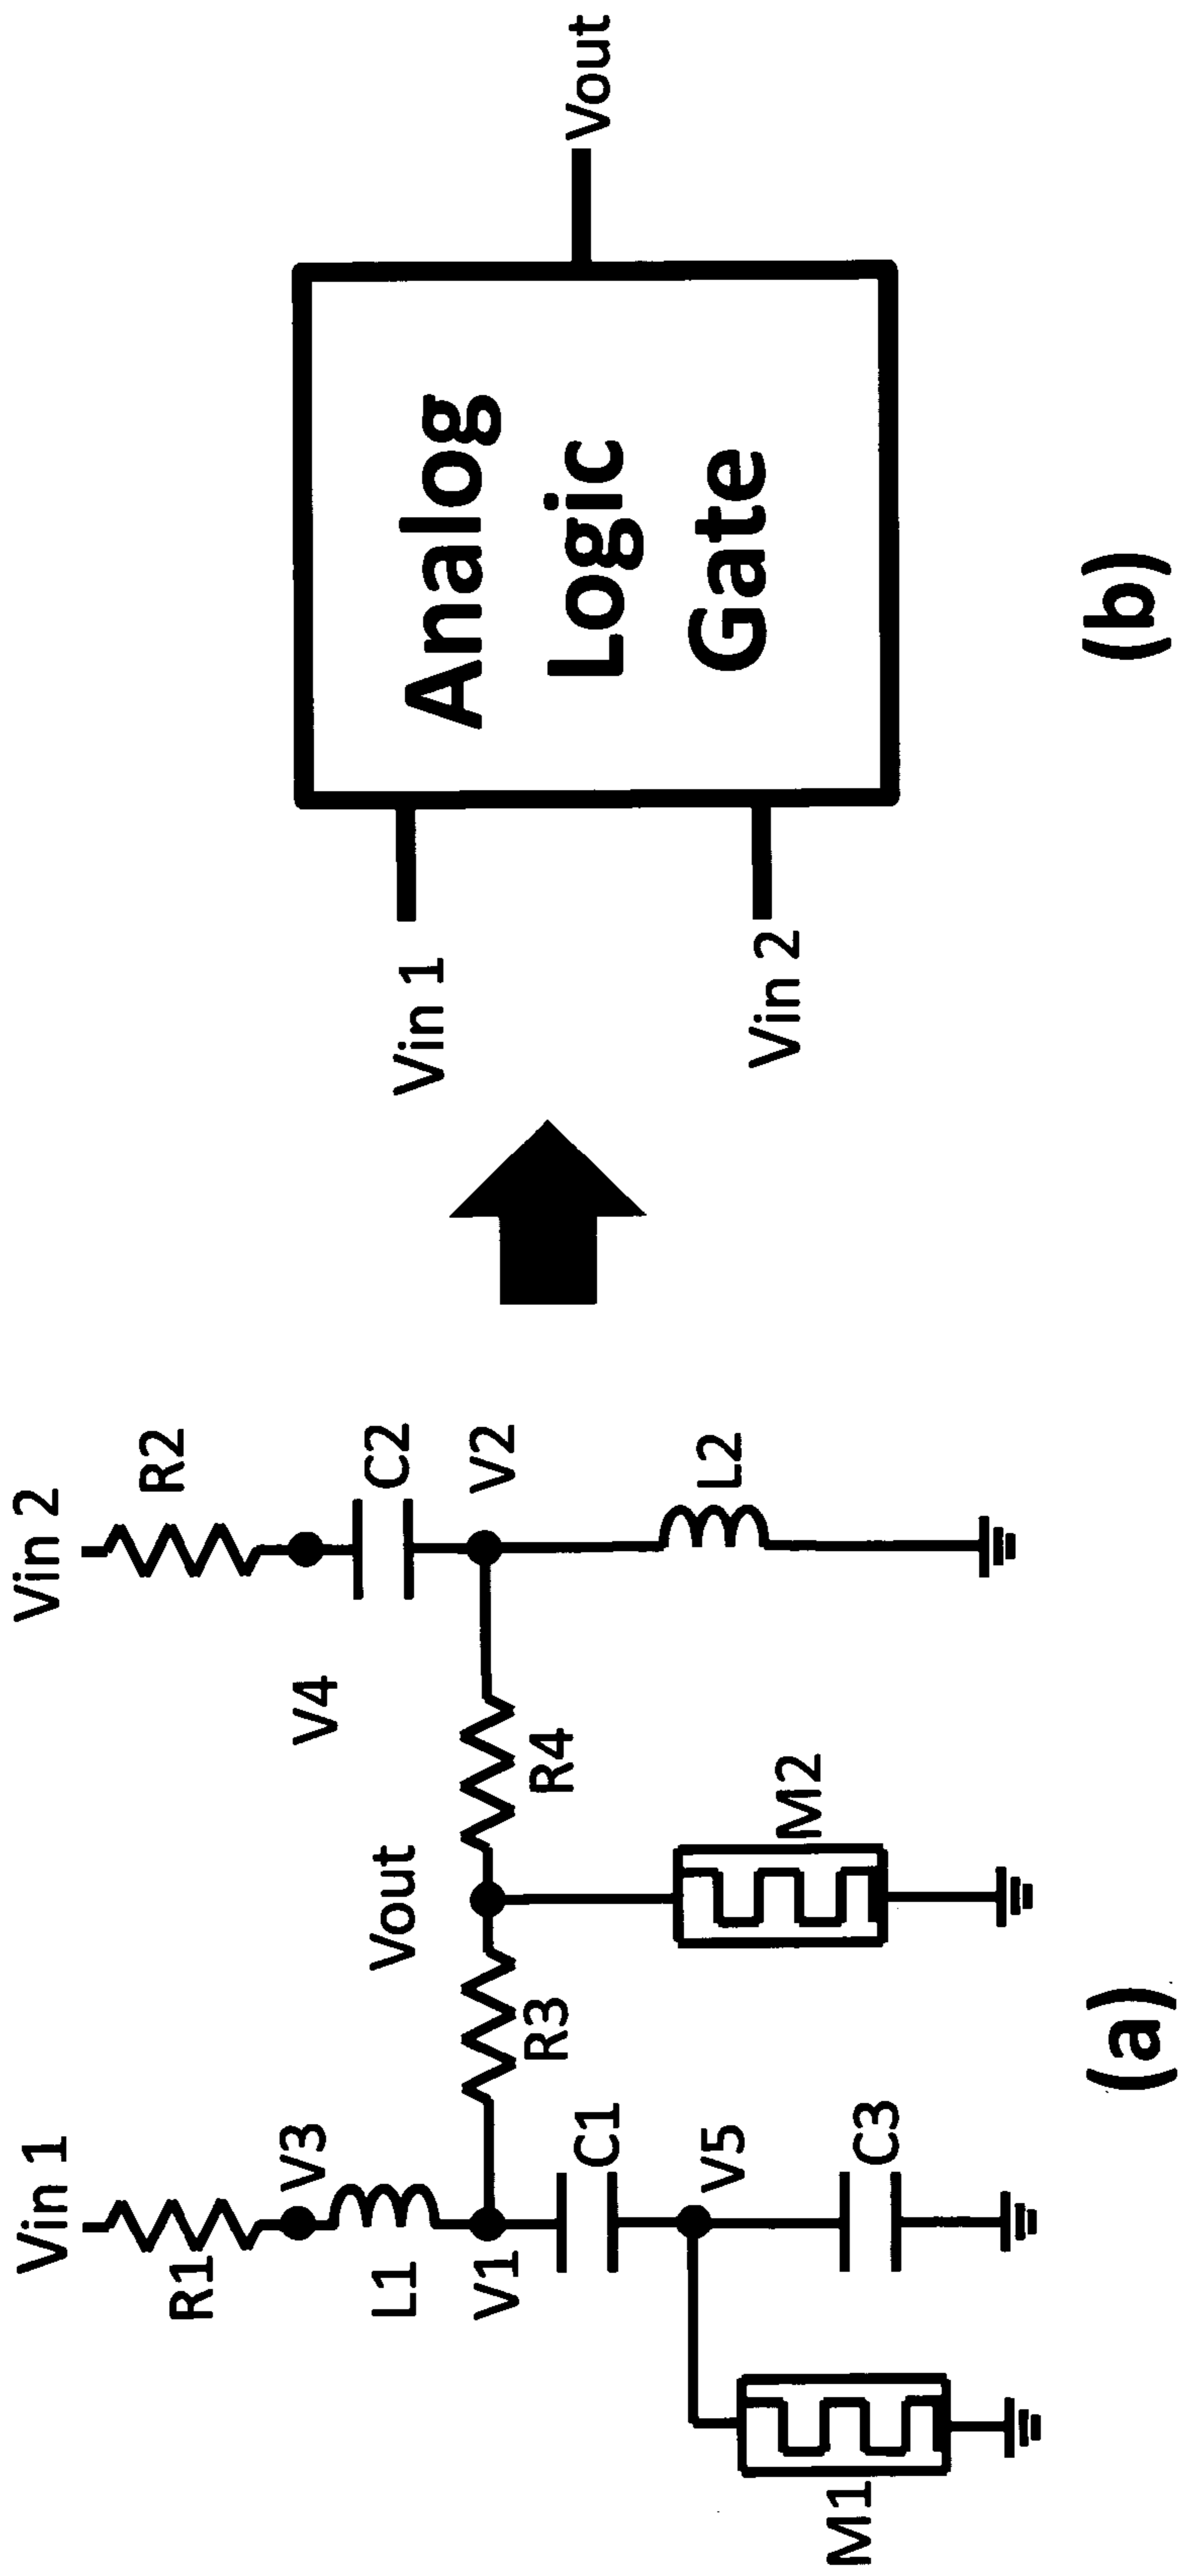 Vin 1
Vin 2
R1
R2
V3
V4
L1
C2
Vout
V1
V2
R3
R4
C1
V5
L2
M1
C3
M2
(a)
Vin 1
Vin 2
Analog
Logic
Gate
Vout
(b)